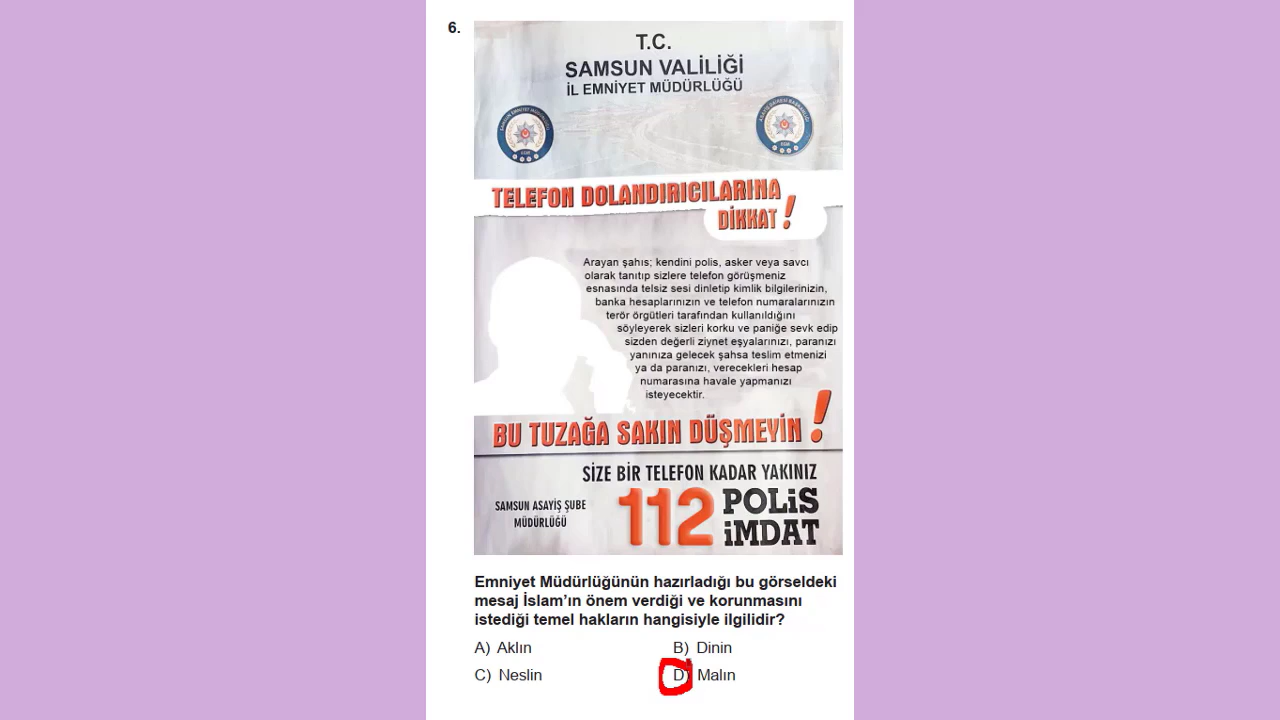 6.
T.C.
SAMSUN VALİLİĞİ
İL EMNİYET MÜDÜRLÜĞÜ
TELEFON DOLANDIRICILARINA
DİKKAT!
Arayan şahıs; kendini polis, asker veya savcı
olarak tanıtıp sizlere telefon görüşmeniz
esnasında telsiz sesi dinletip kimlik bilgilerinizin,
banka hesaplarınızın ve telefon numaralarınızın
terör örgütleri tarafından kullanıldığını
söyleyerek sizleri korku ve paniğe sevk edip
sizden değerli ziynet eşyalarınızı, paranızı
yanınıza gelecek şahsa teslim etmenizi
ya da paranızı, verecekleri hesap
numarasına havale yapmanızı
isteyecektir.
BU TUZAĞA SAKIN DÜŞMEYİN!
SİZE BİR TELEFON KADAR YAKINIZ
SAMSUN ASAYİŞ ŞUBE
MÜDÜRLÜĞÜ
112 POLİS
İMDAT
Emniyet Müdürlüğünün hazırladığı bu görseldeki
mesaj İslam’ın önem verdiği ve korunmasını
istediği temel hakların hangisiyle ilgilidir?
A) Aklın
B) Dinin
C) Neslin
D) Malın